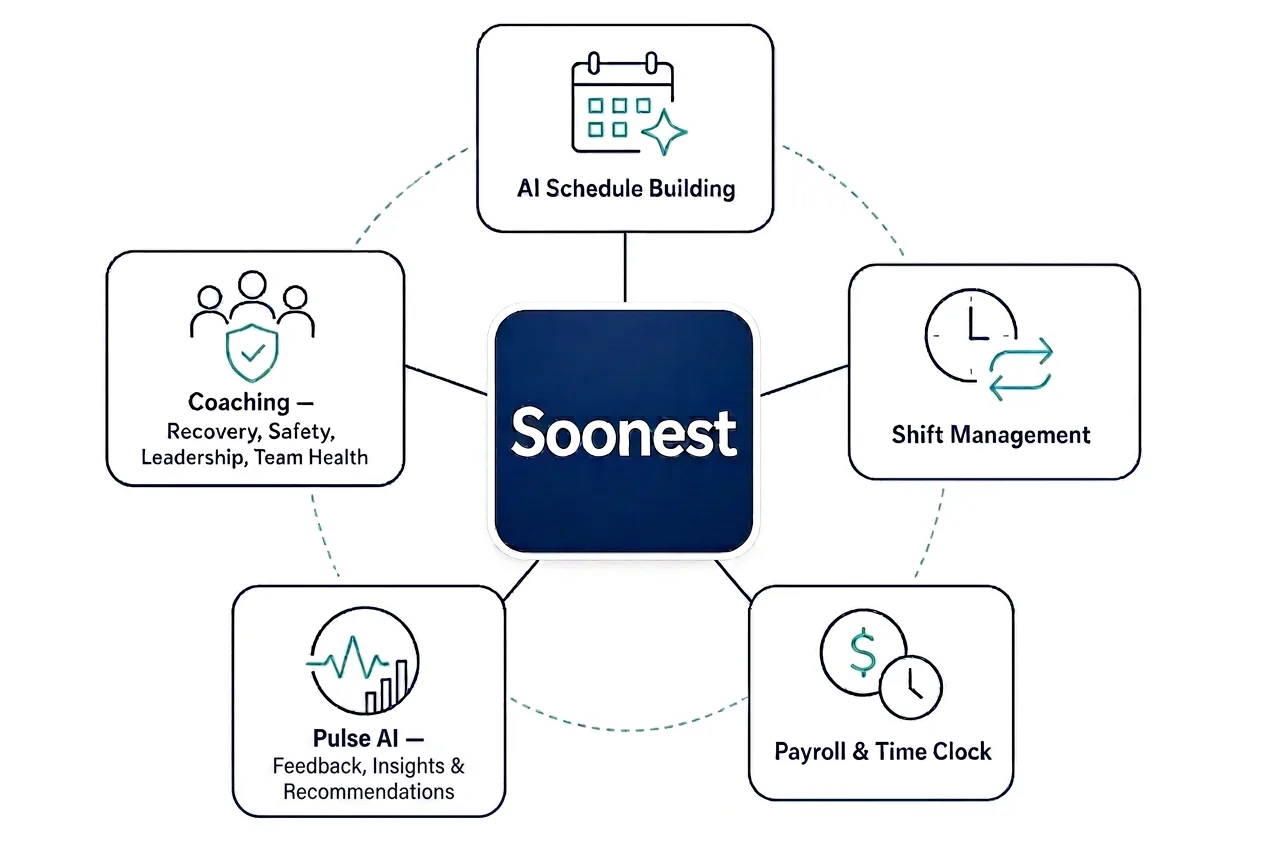 AI Schedule Building
Coaching —
Recovery, Safety,
Leadership, Team Health
Soonest
Shift Management
Pulse AI —
Feedback, Insights &
Recommendations
$
Payroll & Time Clock